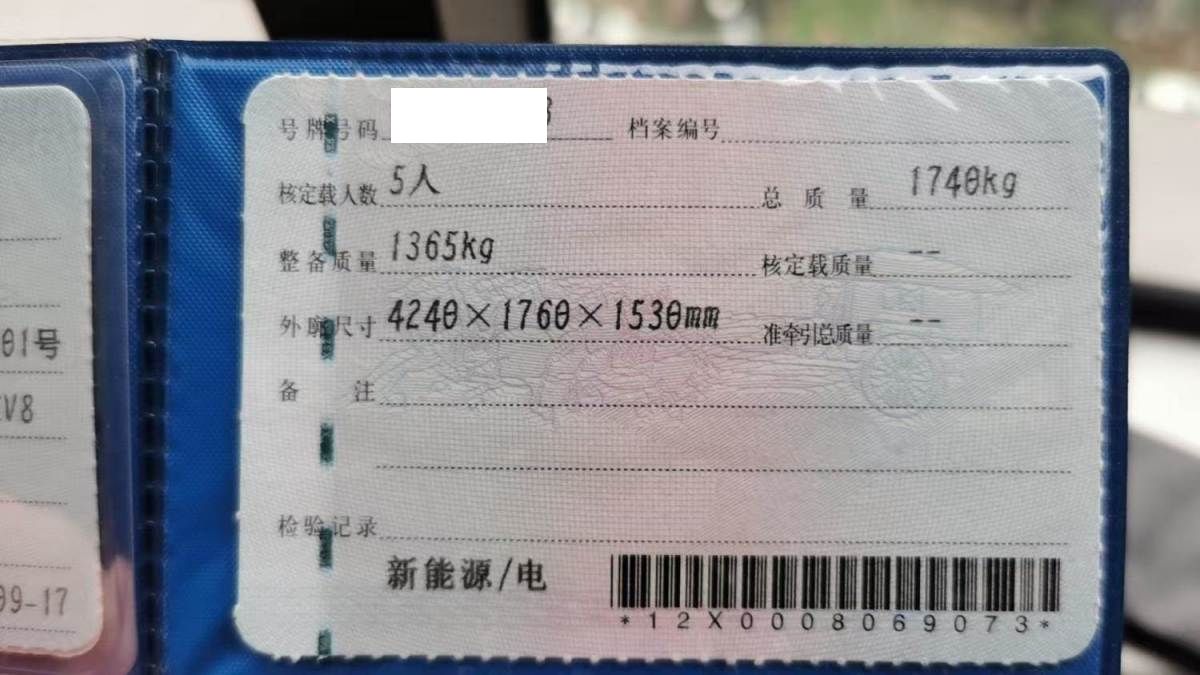 号牌号码 档案编号
核定载人数 5人 总质量 1740kg
整备质量 1365kg 核定载质量 --
外廓尺寸 4240×1760×1530mm 准牵引总质量 --
备注
检验记录
新能源/电
*12X0008069073*
01号
V8
09-17